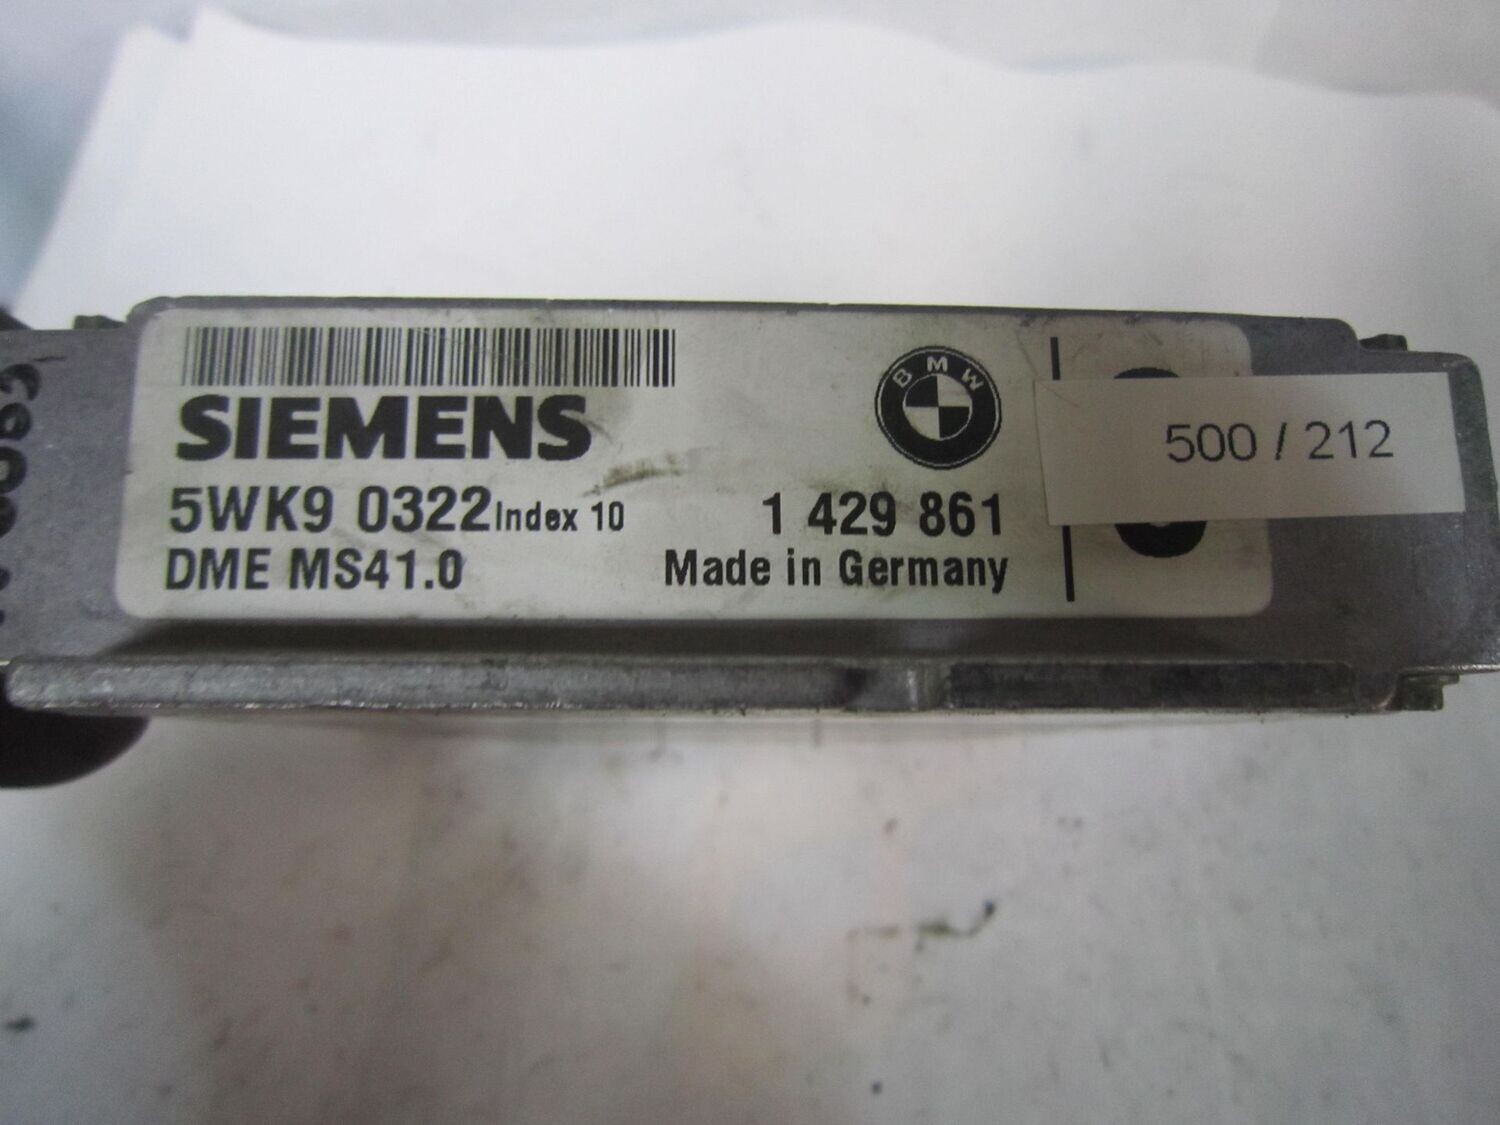 SIEMENS
BMW
500 / 212
5WK9 0322 Index 10
1 429 861
DME MS41.0
Made in Germany